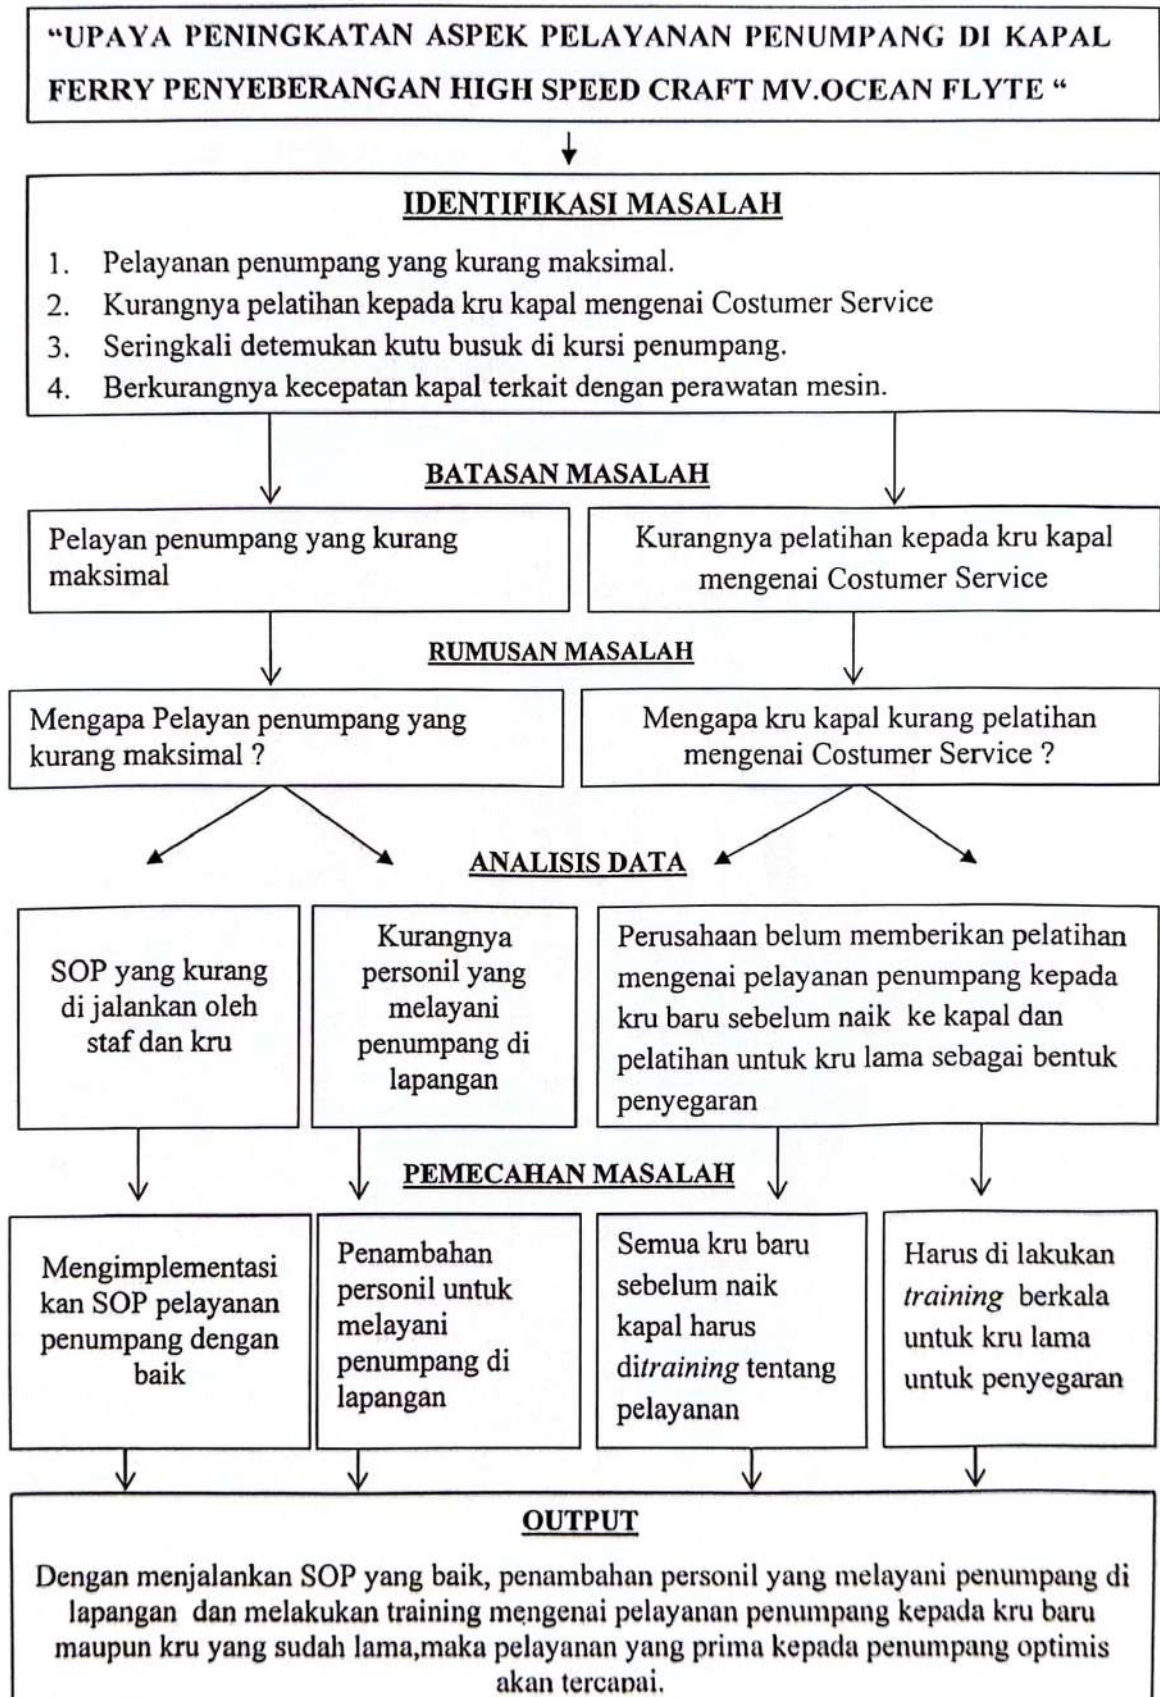 “UPAYA PENINGKATAN ASPEK PELAYANAN PENUMPANG DI KAPAL
FERRY PENYEBERANGAN HIGH SPEED CRAFT MV.OCEAN FLYTE “
IDENTIFIKASI MASALAH
1. Pelayanan penumpang yang kurang maksimal.
2. Kurangnya pelatihan kepada kru kapal mengenai Costumer Service
3. Seringkali detemukan kutu busuk di kursi penumpang.
4. Berkurangnya kecepatan kapal terkait dengan perawatan mesin.
BATASAN MASALAH
Pelayan penumpang yang kurang
maksimal
Kurangnya pelatihan kepada kru kapal
mengenai Costumer Service
RUMUSAN MASALAH
Mengapa Pelayan penumpang yang
kurang maksimal ?
Mengapa kru kapal kurang pelatihan
mengenai Costumer Service ?
ANALISIS DATA
SOP yang kurang
di jalankan oleh
staf dan kru
Kurangnya
personil yang
melayani
penumpang di
lapangan
Perusahaan belum memberikan pelatihan
mengenai pelayanan penumpang kepada
kru baru sebelum naik ke kapal dan
pelatihan untuk kru lama sebagai bentuk
penyegaran
PEMECAHAN MASALAH
Mengimplementasi
kan SOP pelayanan
penumpang dengan
baik
Penambahan
personil untuk
melayani
penumpang di
lapangan
Semua kru baru
sebelum naik
kapal harus
ditraining tentang
pelayanan
Harus di lakukan
training berkala
untuk kru lama
untuk penyegaran
OUTPUT
Dengan menjalankan SOP yang baik, penambahan personil yang melayani penumpang di
lapangan dan melakukan training mengenai pelayanan penumpang kepada kru baru
maupun kru yang sudah lama,maka pelayanan yang prima kepada penumpang optimis
akan tercapai.